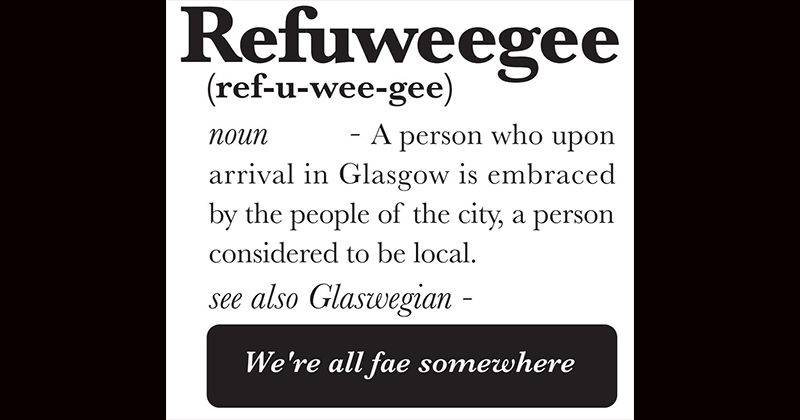 Refuweegee
(ref-u-wee-gee)
noun - A person who upon
arrival in Glasgow is embraced
by the people of the city, a person
considered to be local.
see also Glaswegian -
We're all fae somewhere